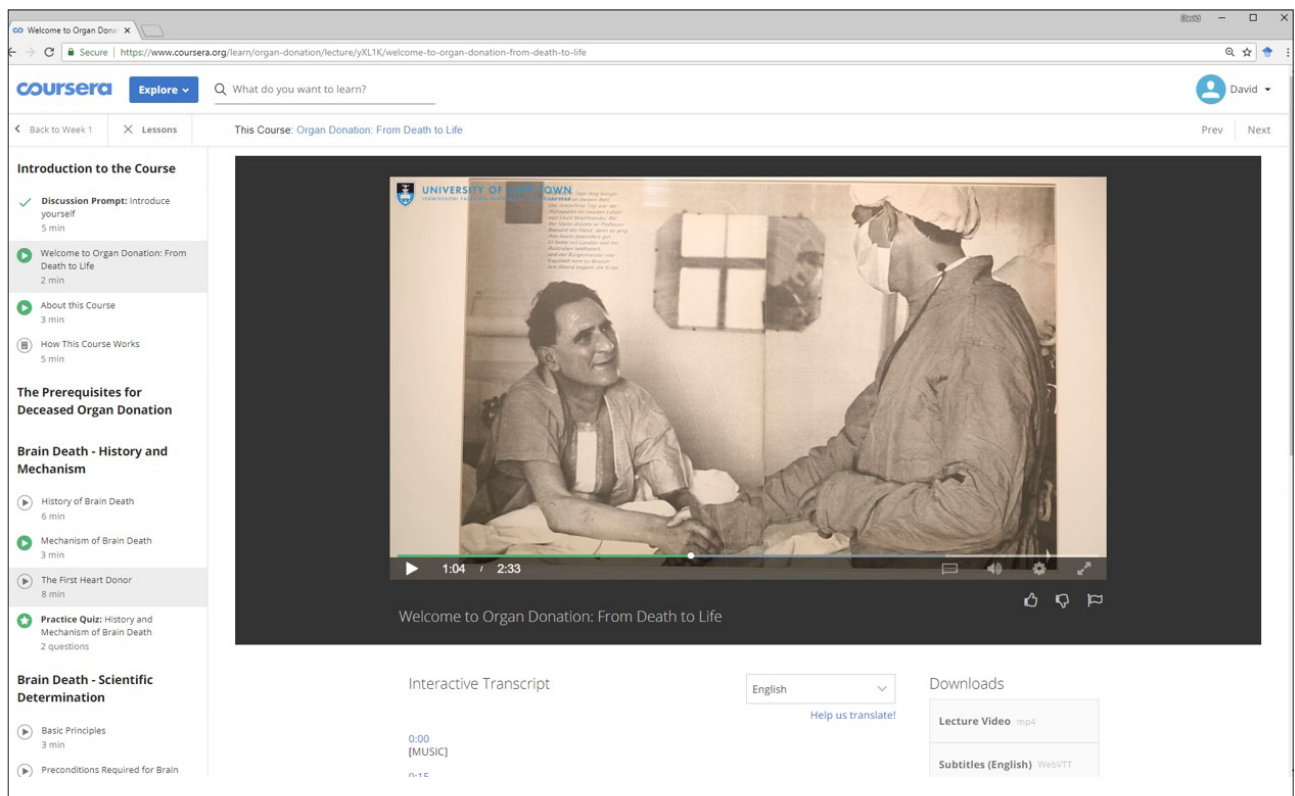 Welcome to Organ Dona
Secure | https://www.coursera.org/learn/organ-donation/lecture/yXL1K/welcome-to-organ-donation-from-death-to-life
coursera
Explore
What do you want to learn?
David
Back to Week 1
Lessons
This Course: Organ Donation: From Death to Life
Prev
Next
Introduction to the Course
Discussion Prompt: Introduce
yourself
5 min
Welcome to Organ Donation: From
Death to Life
2 min
About this Course
3 min
How This Course Works
5 min
The Prerequisites for
Deceased Organ Donation
Brain Death - History and
Mechanism
History of Brain Death
6 min
Mechanism of Brain Death
3 min
The First Heart Donor
8 min
Practice Quiz: History and
Mechanism of Brain Death
2 questions
Brain Death - Scientific
Determination
Basic Principles
3 min
Preconditions Required for Brain
UNIVERSITY OF CAPE TOWN
1:04 / 2:33
Welcome to Organ Donation: From Death to Life
Interactive Transcript
English
Help us translate!
0:00
[MUSIC]
0:15
Downloads
Lecture Video mp4
Subtitles (English) WebVTT